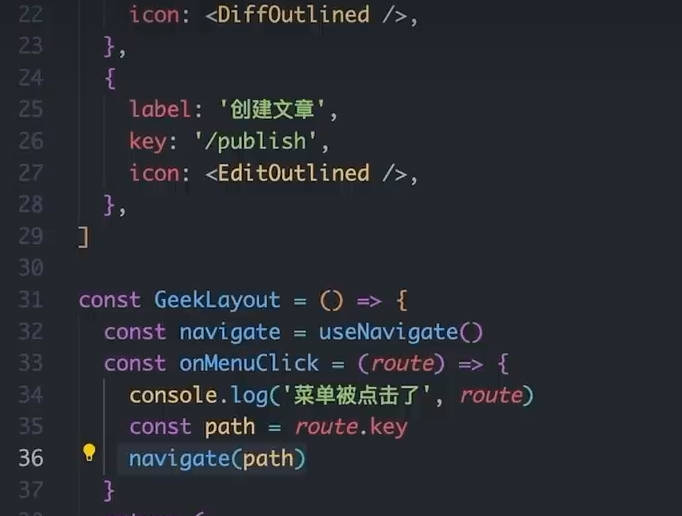 22 icon: <DiffOutlined />,
23 },
24 {
25 label: '创建文章',
26 key: '/publish',
27 icon: <EditOutlined />,
28 },
29 ]
30
31 const GeekLayout = () => {
32 const navigate = useNavigate()
33 const onMenuClick = (route) => {
34 console.log('菜单被点击了', route)
35 const path = route.key
36 navigate(path)
37 }